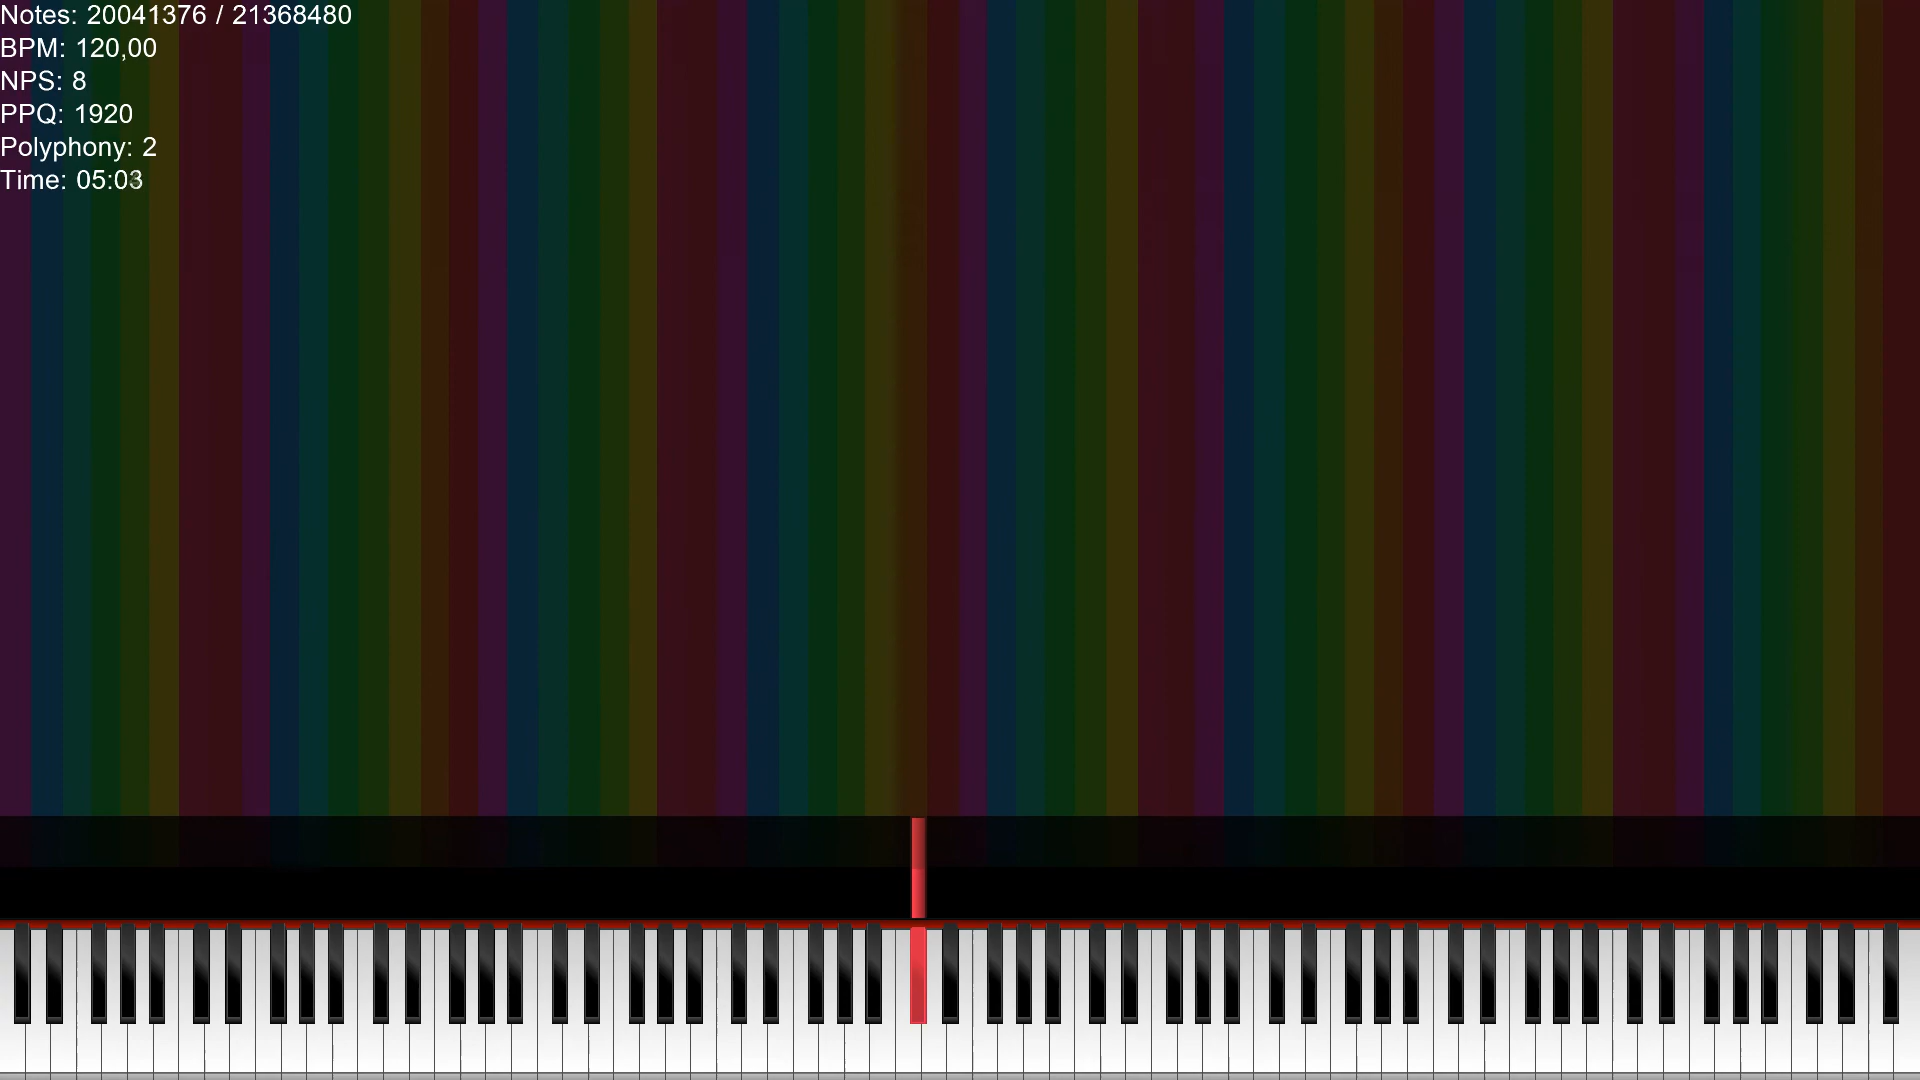 Notes: 20041376 / 21368480
BPM: 120,00
NPS: 8
PPQ: 1920
Polyphony: 2
Time: 05:03